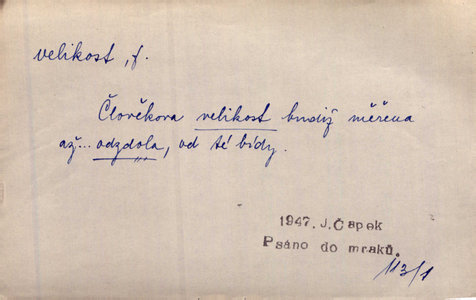 velikost, f.
Člověkova velikost budiž měřena
až... odzdola, od té bídy.
1947. J. Čapek
Psáno do mraků.
113/1